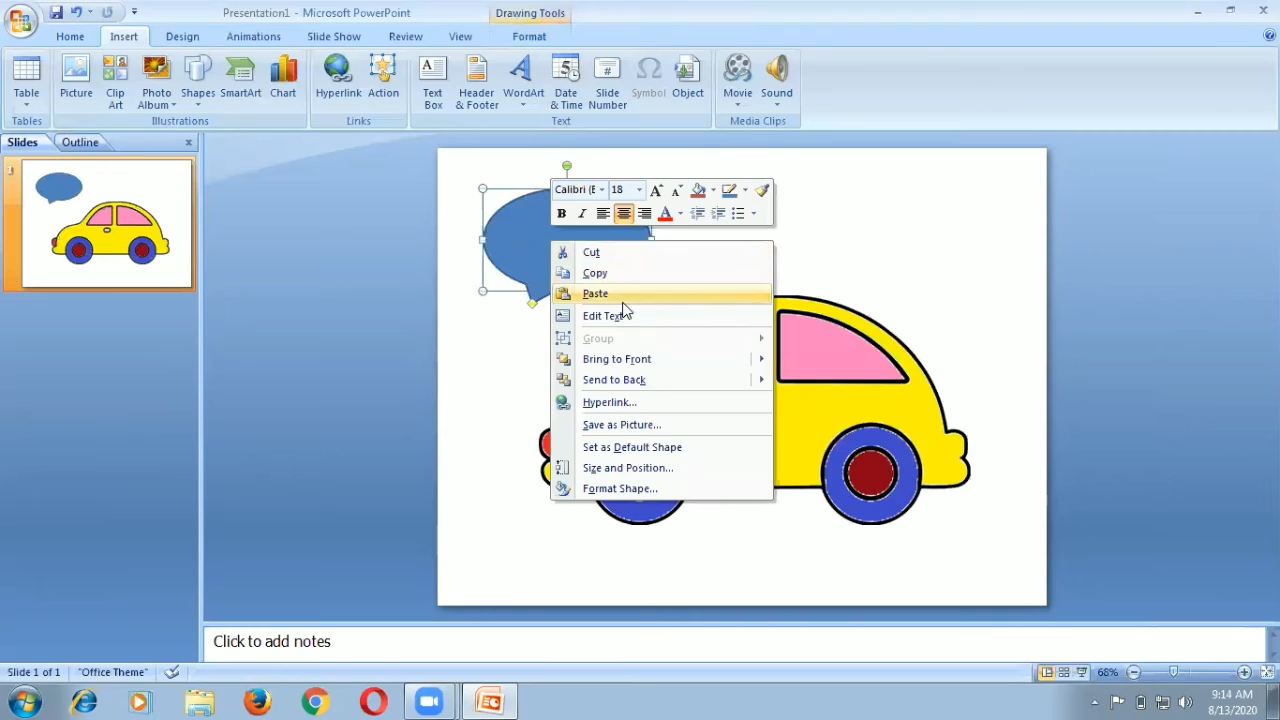 Presentation1 - Microsoft PowerPoint
Drawing Tools
Home
Insert
Design
Animations
Slide Show
Review
View
Format
Table
Picture
Clip Art
Photo Album
Shapes
SmartArt
Chart
Hyperlink
Action
Text Box
Header & Footer
WordArt
Date & Time
Slide Number
Symbol
Object
Movie
Sound
Tables
Illustrations
Links
Text
Media Clips
Slides
Outline
1
Calibri (E
18
B
I
A
Cut
Copy
Paste
Edit Text
Group
Bring to Front
Send to Back
Hyperlink...
Save as Picture...
Set as Default Shape
Size and Position...
Format Shape...
Click to add notes
Slide 1 of 1
"Office Theme"
68%
9:14 AM
8/13/2020